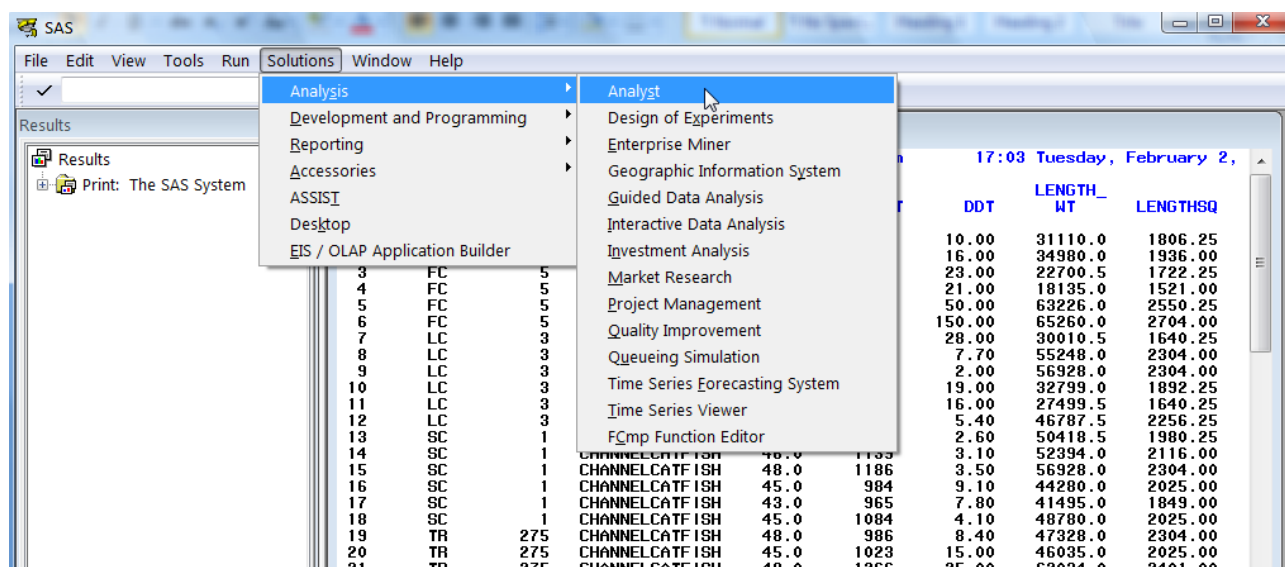 SAS
File Edit View Tools Run Solutions Window Help
Results
Results
Print: The SAS System
Analysis
Development and Programming
Reporting
Accessories
ASSIST
Desktop
EIS / OLAP Application Builder
Analyst
Design of Experiments
Enterprise Miner
Geographic Information System
Guided Data Analysis
Interactive Data Analysis
Investment Analysis
Market Research
Project Management
Quality Improvement
Queueing Simulation
Time Series Forecasting System
Time Series Viewer
FCmp Function Editor
17:03 Tuesday, February 2,
LENGTH_
DDT WT LENGTHSQ
10.00 31110.0 1806.25
16.00 34980.0 1936.00
3 FC 5 23.00 22700.5 1722.25
4 FC 5 21.00 18135.0 1521.00
5 FC 5 50.00 63226.0 2550.25
6 FC 5 150.00 65260.0 2704.00
7 LC 3 28.00 30010.5 1640.25
8 LC 3 7.70 55248.0 2304.00
9 LC 3 2.00 56928.0 2304.00
10 LC 3 19.00 32799.0 1892.25
11 LC 3 16.00 27499.5 1640.25
12 LC 3 5.40 46787.5 2256.25
13 SC 1 2.60 50418.5 1980.25
14 SC 1 CHANNELCATFISH 46.0 1139 3.10 52394.0 2116.00
15 SC 1 CHANNELCATFISH 48.0 1186 3.50 56928.0 2304.00
16 SC 1 CHANNELCATFISH 45.0 984 9.10 44280.0 2025.00
17 SC 1 CHANNELCATFISH 43.0 965 7.80 41495.0 1849.00
18 SC 1 CHANNELCATFISH 45.0 1084 4.10 48780.0 2025.00
19 TR 275 CHANNELCATFISH 48.0 986 8.40 47328.0 2304.00
20 TR 275 CHANNELCATFISH 45.0 1023 15.00 46035.0 2025.00